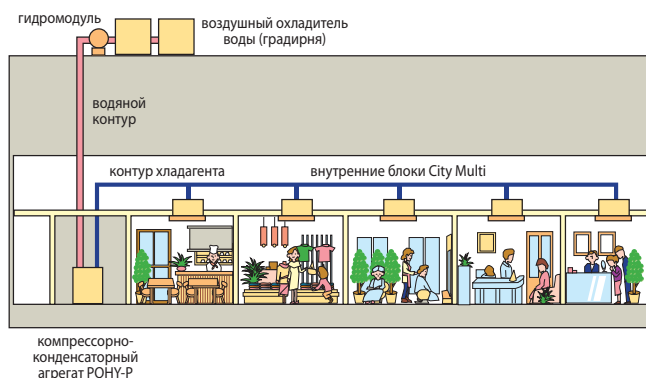 гидромодуль
воздушный охладитель
воды (градирня)
водяной
контур
контур хладагента
внутренние блоки City Multi
компрессорно-
конденсаторный
агрегат PQHY-P